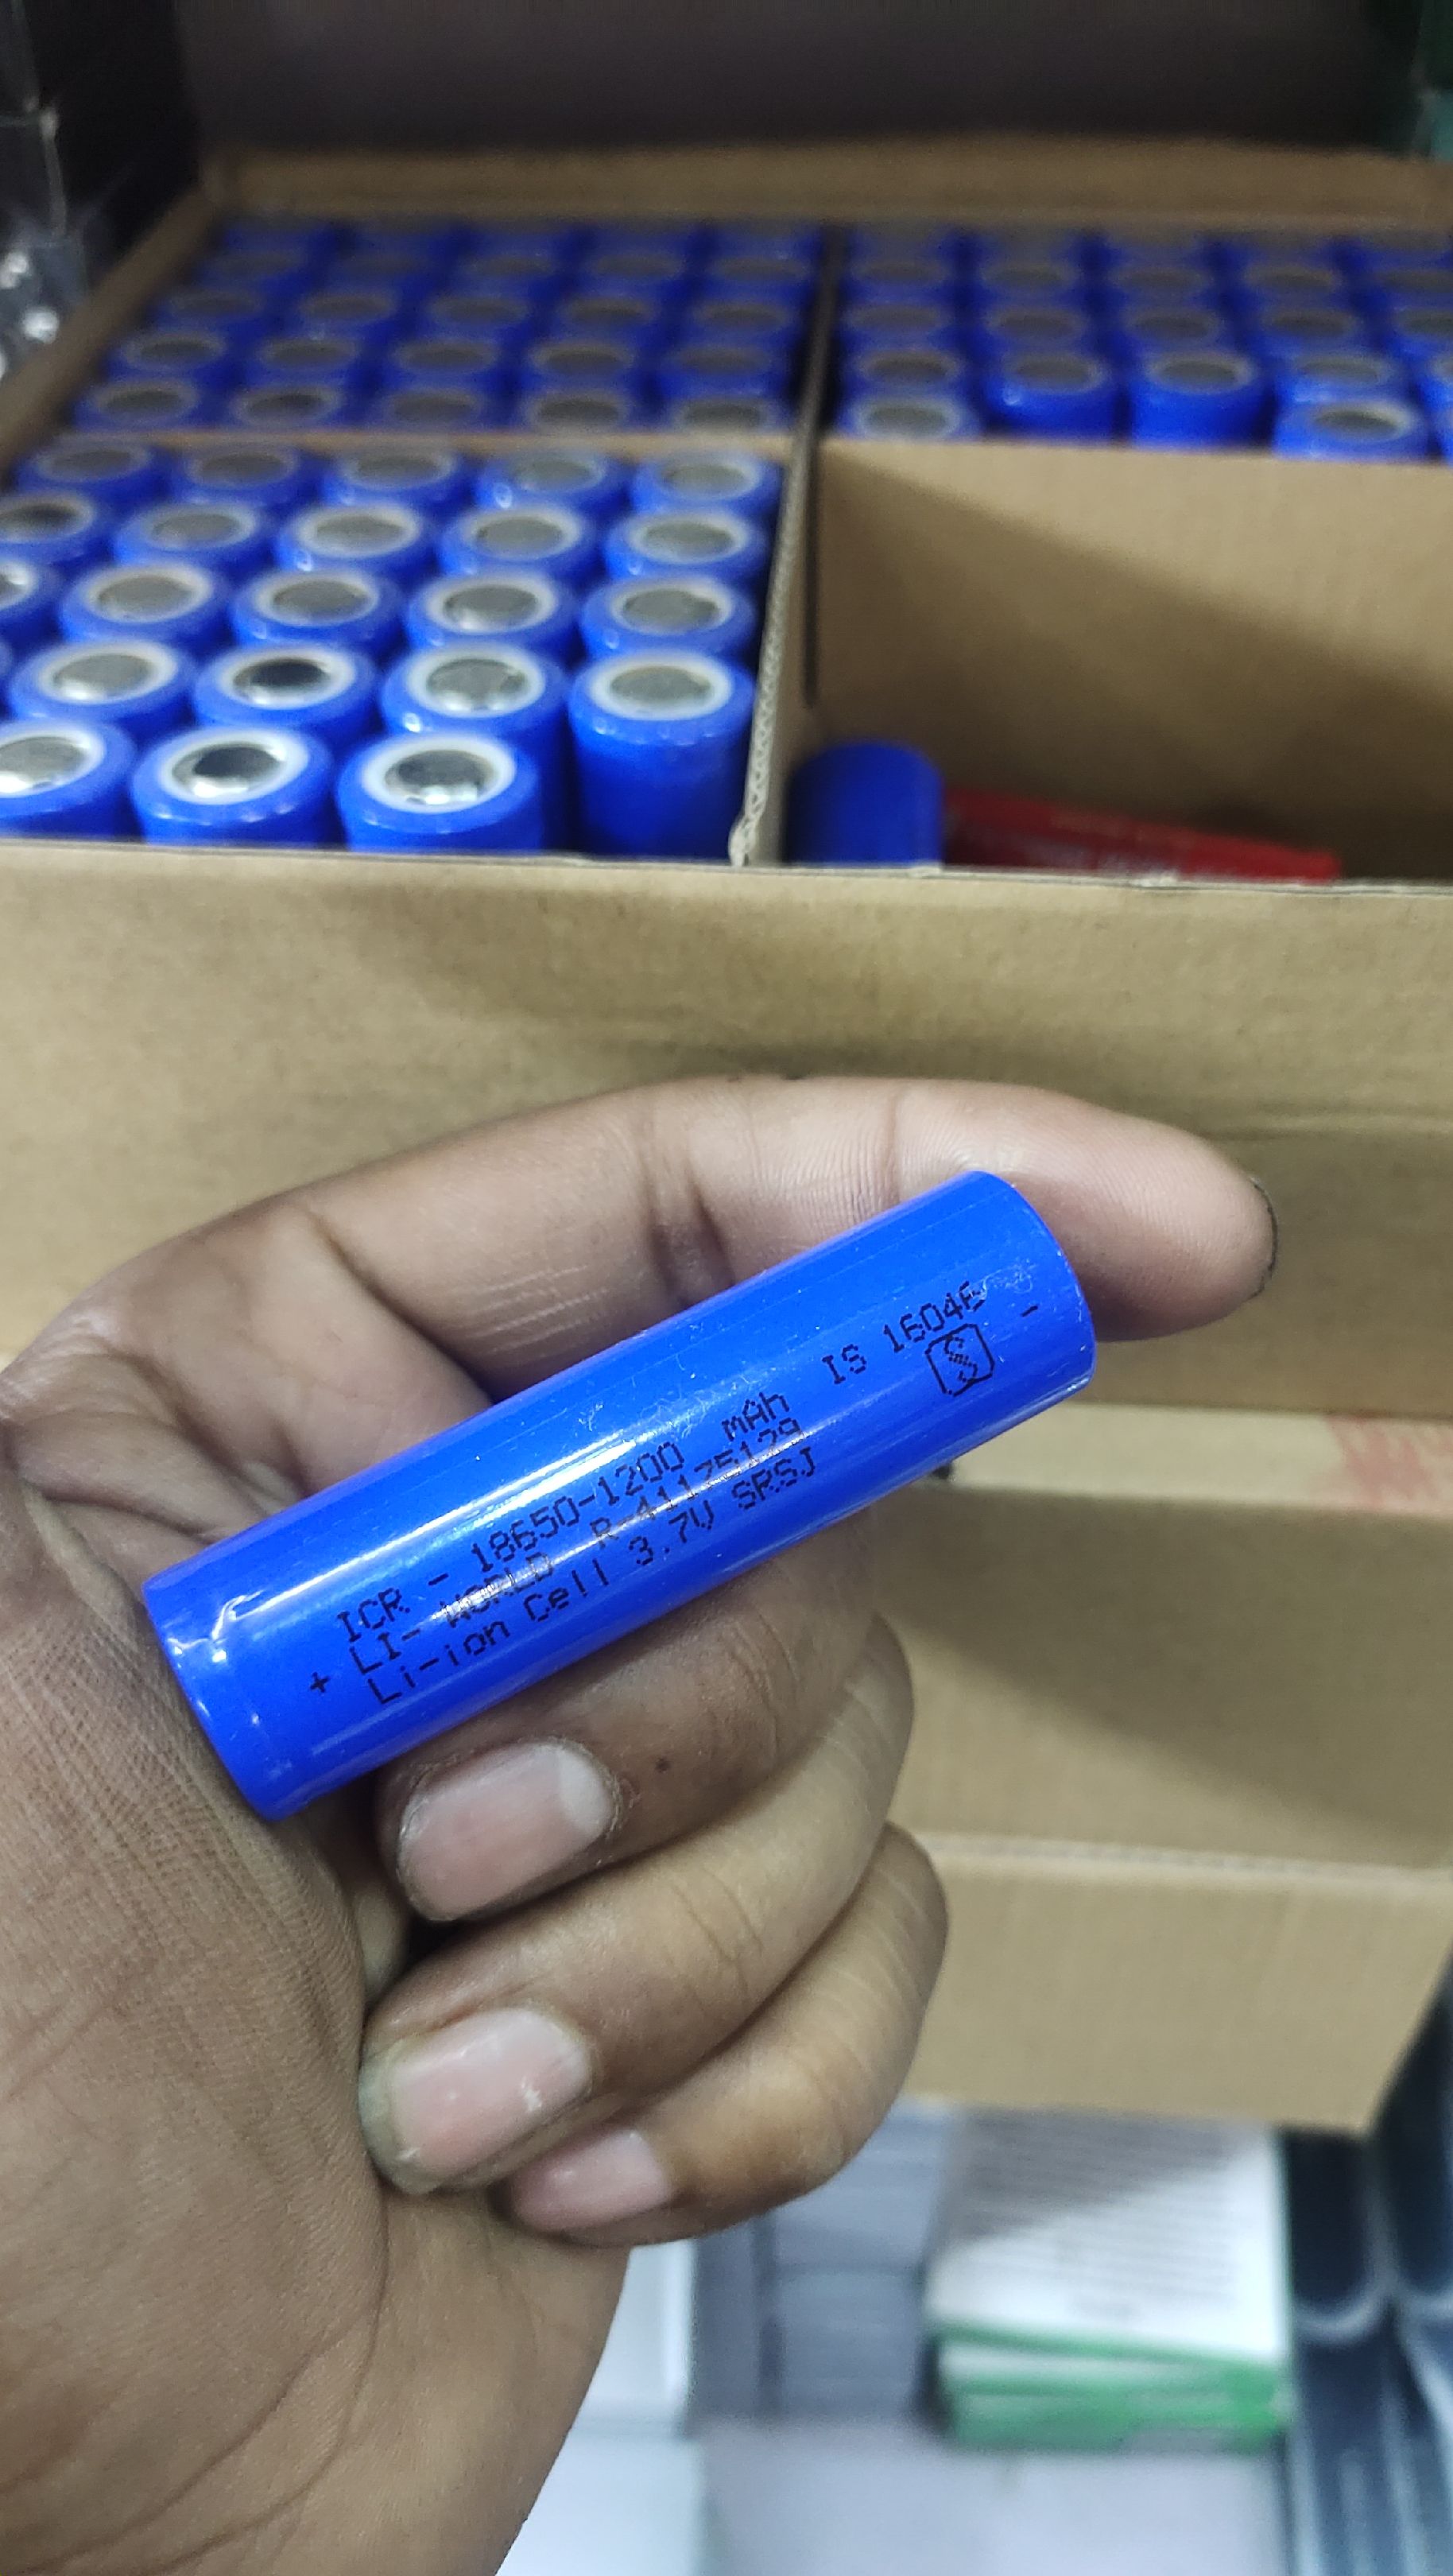 ICR - 18650-1200 mAh IS 16046
+ LI- WORLD R-41175129 -
Li-ion Cell 3.7V SRSJ